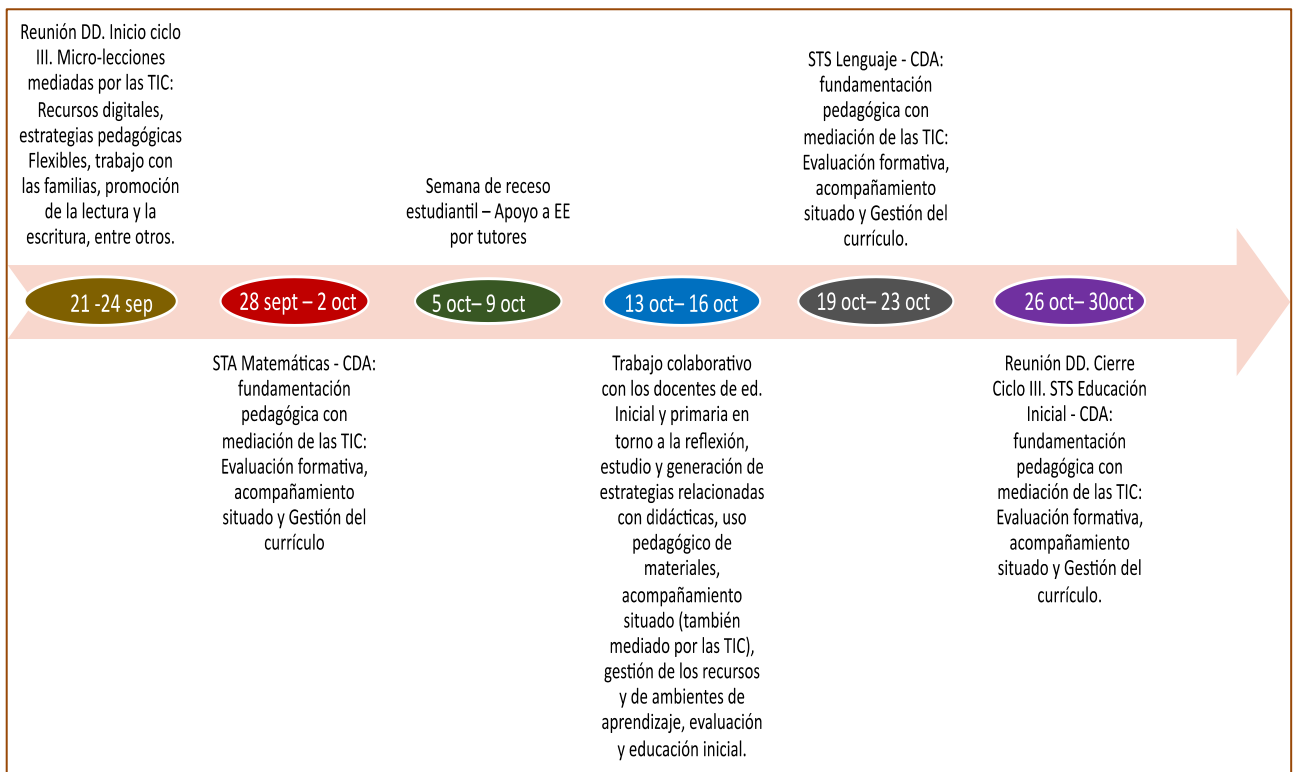 Reunión DD. Inicio ciclo
III. Micro-lecciones
mediadas por las TIC:
Recursos digitales,
estrategias pedagógicas
Flexibles, trabajo con
las familias, promoción
de la lectura y la
escritura, entre otros.
21 -24 sep
28 sept – 2 oct
STA Matemáticas - CDA:
fundamentación
pedagógica con
mediación de las TIC:
Evaluación formativa,
acompañamiento
situado y Gestión del
currículo
Semana de receso
estudiantil – Apoyo a EE
por tutores
5 oct– 9 oct
13 oct– 16 oct
Trabajo colaborativo
con los docentes de ed.
Inicial y primaria en
torno a la reflexión,
estudio y generación de
estrategias relacionadas
con didácticas, uso
pedagógico de
materiales,
acompañamiento
situado (también
mediado por las TIC),
gestión de los recursos
y de ambientes de
aprendizaje, evaluación
y educación inicial.
STS Lenguaje - CDA:
fundamentación
pedagógica con
mediación de las TIC:
Evaluación formativa,
acompañamiento
situado y Gestión del
currículo.
19 oct– 23 oct
26 oct– 30oct
Reunión DD. Cierre
Ciclo III. STS Educación
Inicial - CDA:
fundamentación
pedagógica con
mediación de las TIC:
Evaluación formativa,
acompañamiento
situado y Gestión del
currículo.